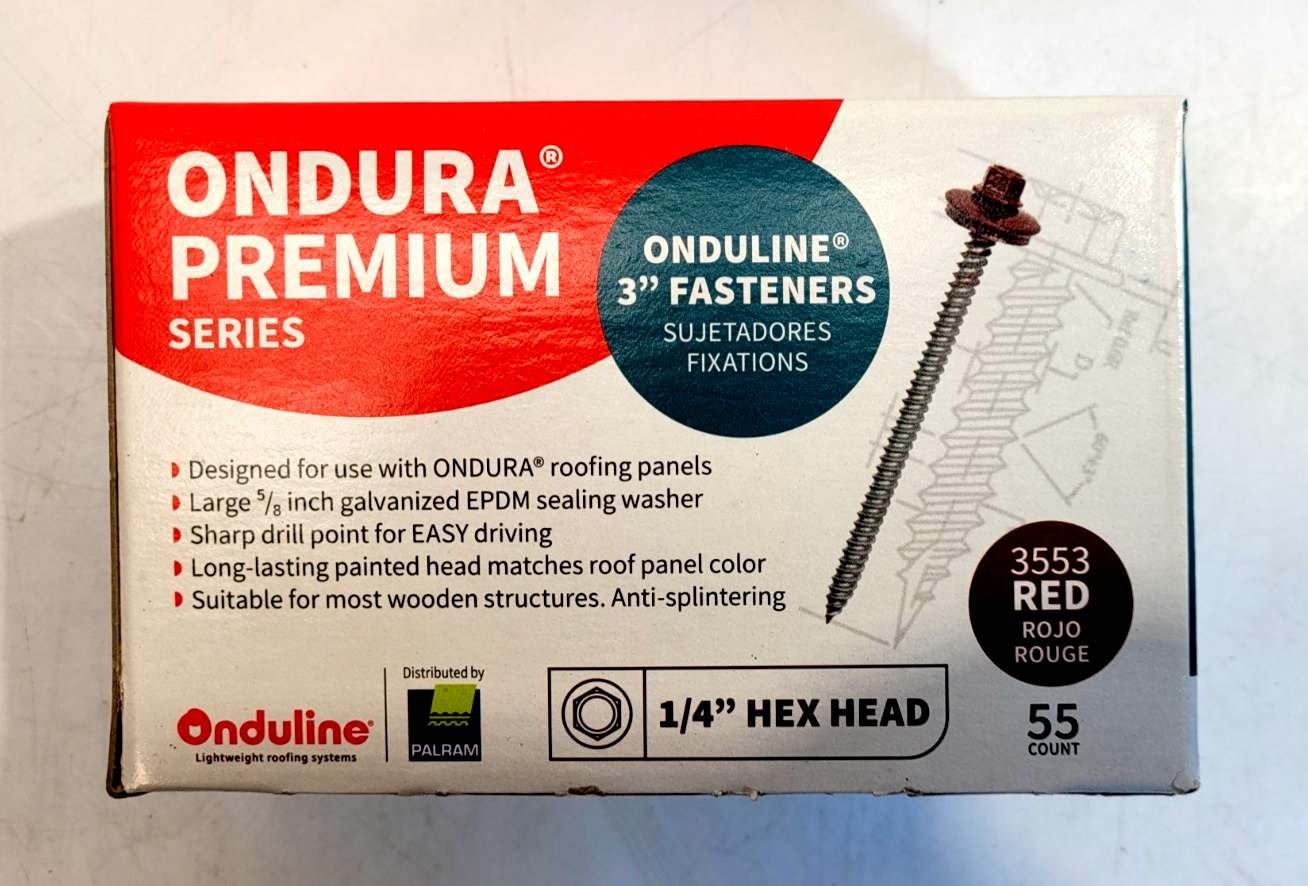 ONDURA®
PREMIUM
SERIES
ONDULINE®
3” FASTENERS
SUJETADORES
FIXATIONS
Designed for use with ONDURA® roofing panels
Large 5/8 inch galvanized EPDM sealing washer
Sharp drill point for EASY driving
Long-lasting painted head matches roof panel color
Suitable for most wooden structures. Anti-splintering
3553
RED
ROJO
ROUGE
55
COUNT
Onduline®
Lightweight roofing systems
Distributed by
PALRAM
1/4” HEX HEAD